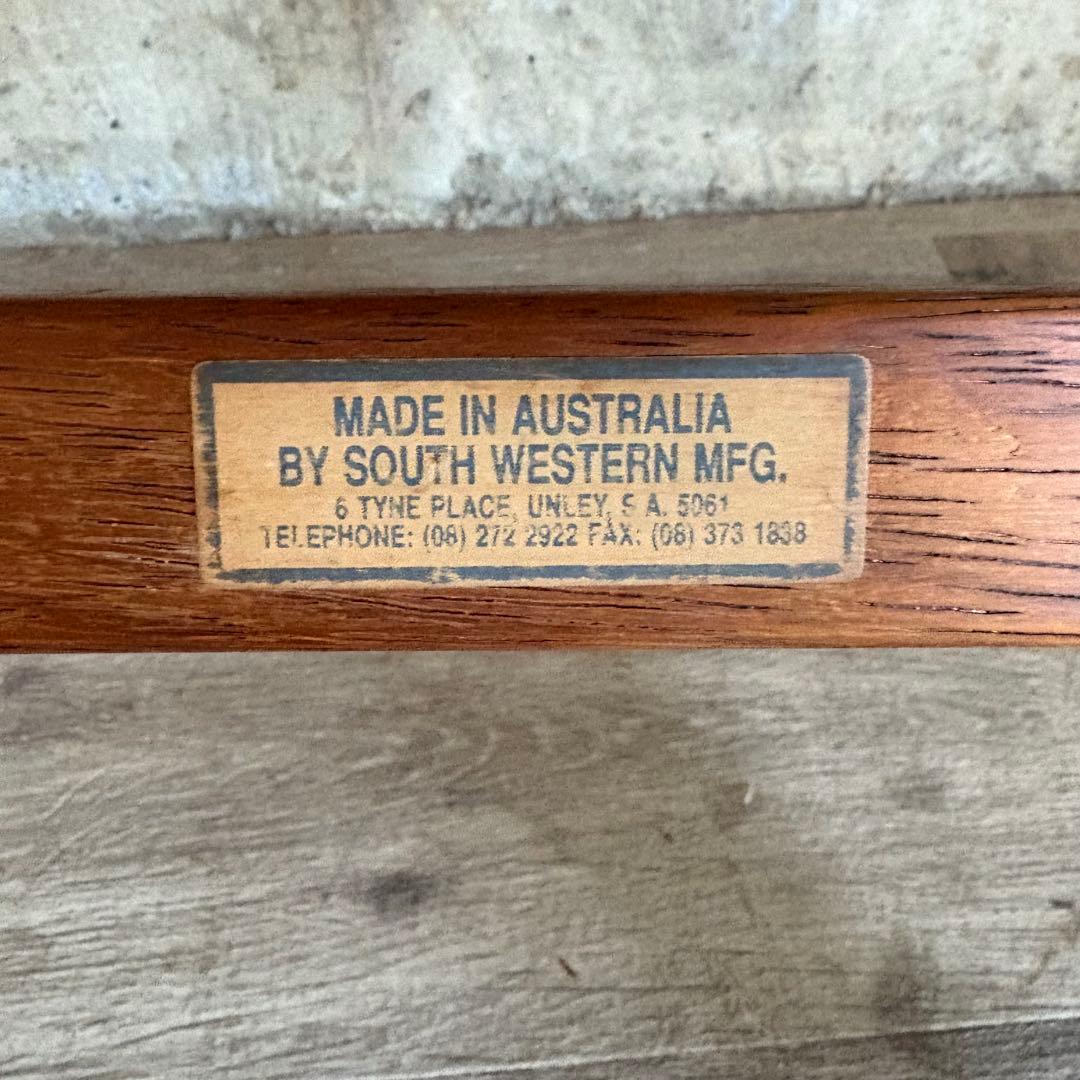 MADE IN AUSTRALIA
BY SOUTH WESTERN MFG.
6 TYNE PLACE, UNLEY, S.A. 5061
TELEPHONE: (08) 272 2922 FAX: (08) 373 1838